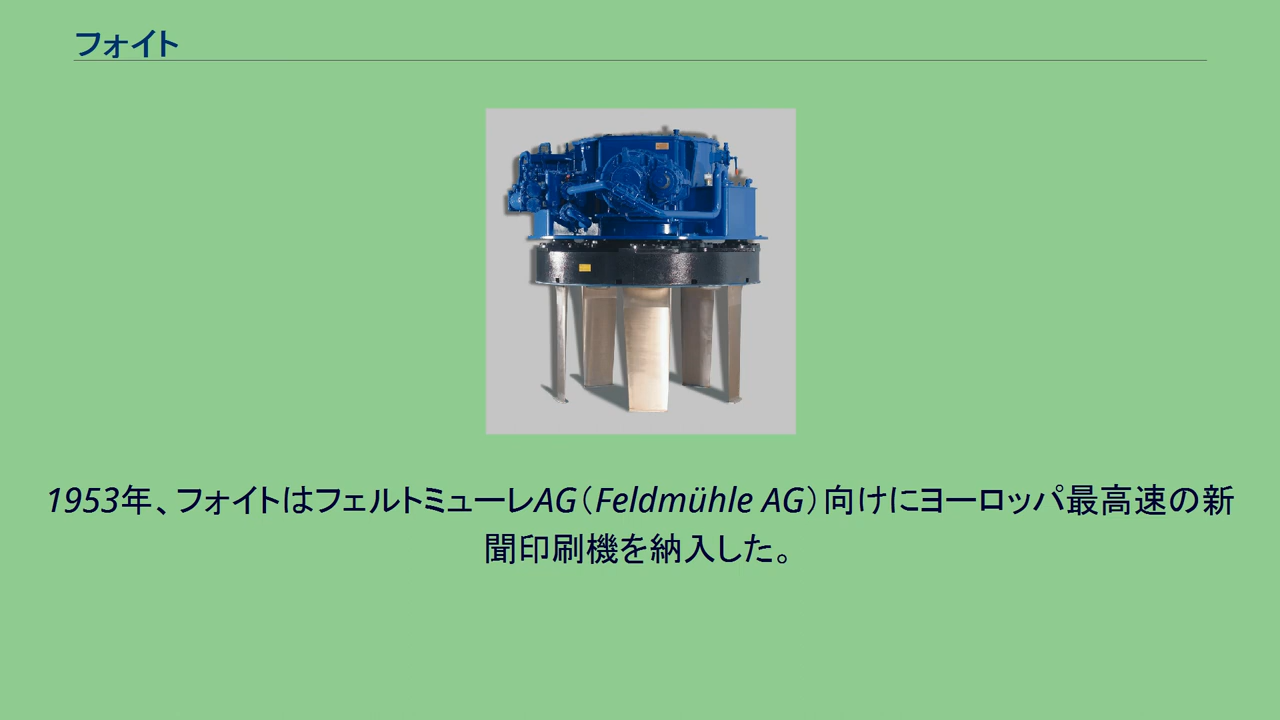 フォイト
1953年、フォイトはフェルトミューレAG（Feldmühle AG）向けにヨーロッパ最高速の新
聞印刷機を納入した。